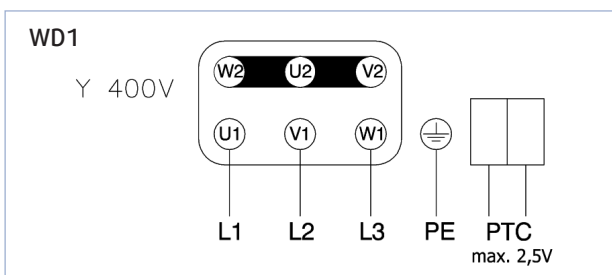 WD1
Y 400V
W2 U2 V2
U1 V1 W1
L1 L2 L3 PE PTC
max. 2,5V